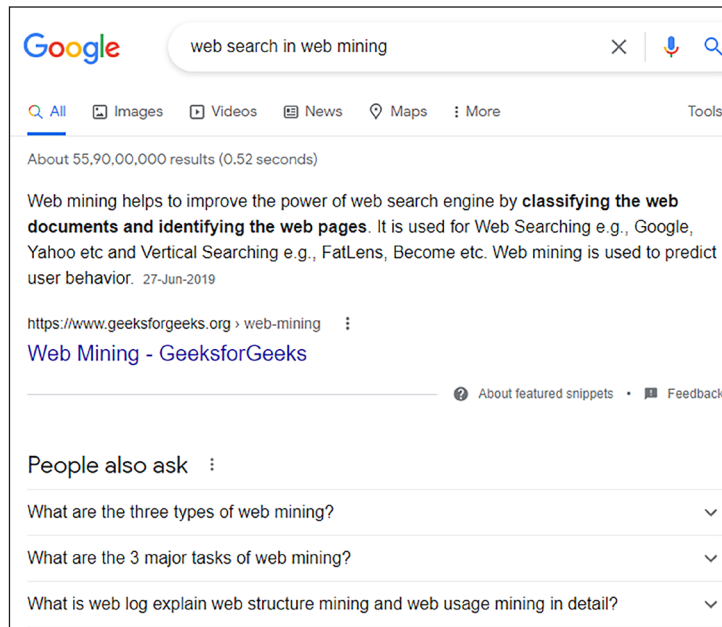 Google
web search in web mining
All Images Videos News Maps More Tools
About 55,90,00,000 results (0.52 seconds)
Web mining helps to improve the power of web search engine by classifying the web
documents and identifying the web pages. It is used for Web Searching e.g., Google,
Yahoo etc and Vertical Searching e.g., FatLens, Become etc. Web mining is used to predict
user behavior. 27-Jun-2019
https://www.geeksforgeeks.org › web-mining
Web Mining - GeeksforGeeks
About featured snippets • Feedback
People also ask
What are the three types of web mining?
What are the 3 major tasks of web mining?
What is web log explain web structure mining and web usage mining in detail?